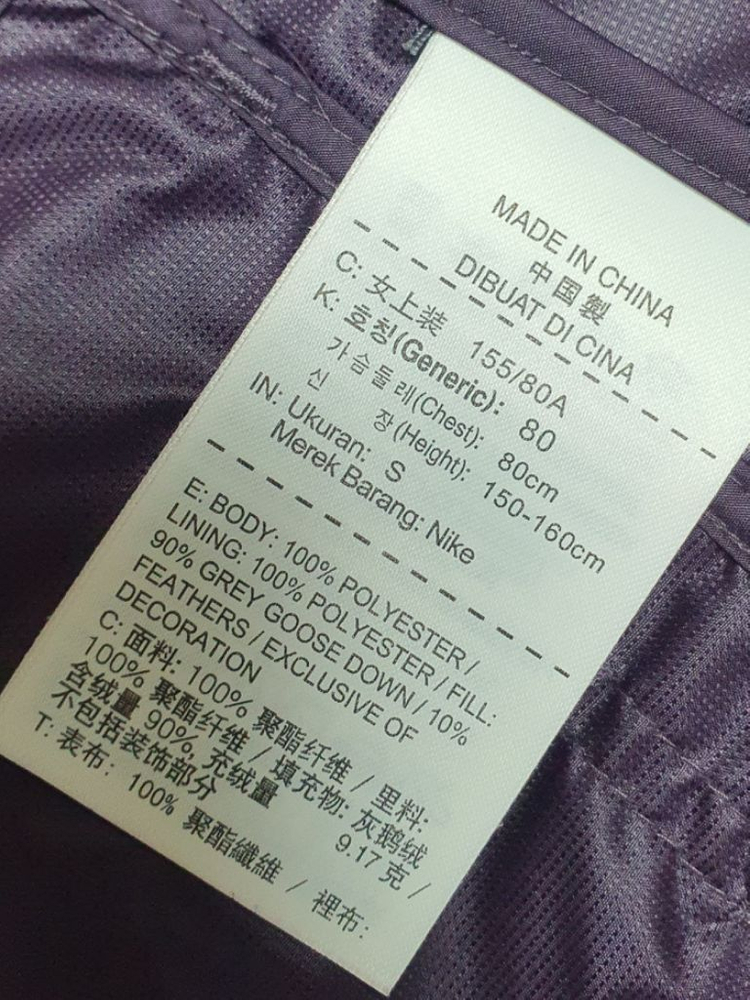 MADE IN CHINA
中国製
DIBUAT DI CINA
C: 女上装 155/80A
K: 호칭(Generic): 80
가슴둘레(Chest): 80cm
신 장(Height): 150-160cm
IN: Ukuran: S
Merek Barang: Nike
E: BODY: 100% POLYESTER /
LINING: 100% POLYESTER / FILL:
90% GREY GOOSE DOWN / 10%
FEATHERS / EXCLUSIVE OF
DECORATION
C: 面料: 100% 聚酯纤维 / 里料:
100% 聚酯纤维 / 填充物: 灰鹅绒
含绒量 90%, 充绒量 9.17 克 /
不包括装饰部分
T: 表布: 100% 聚酯纖維 / 裡布: